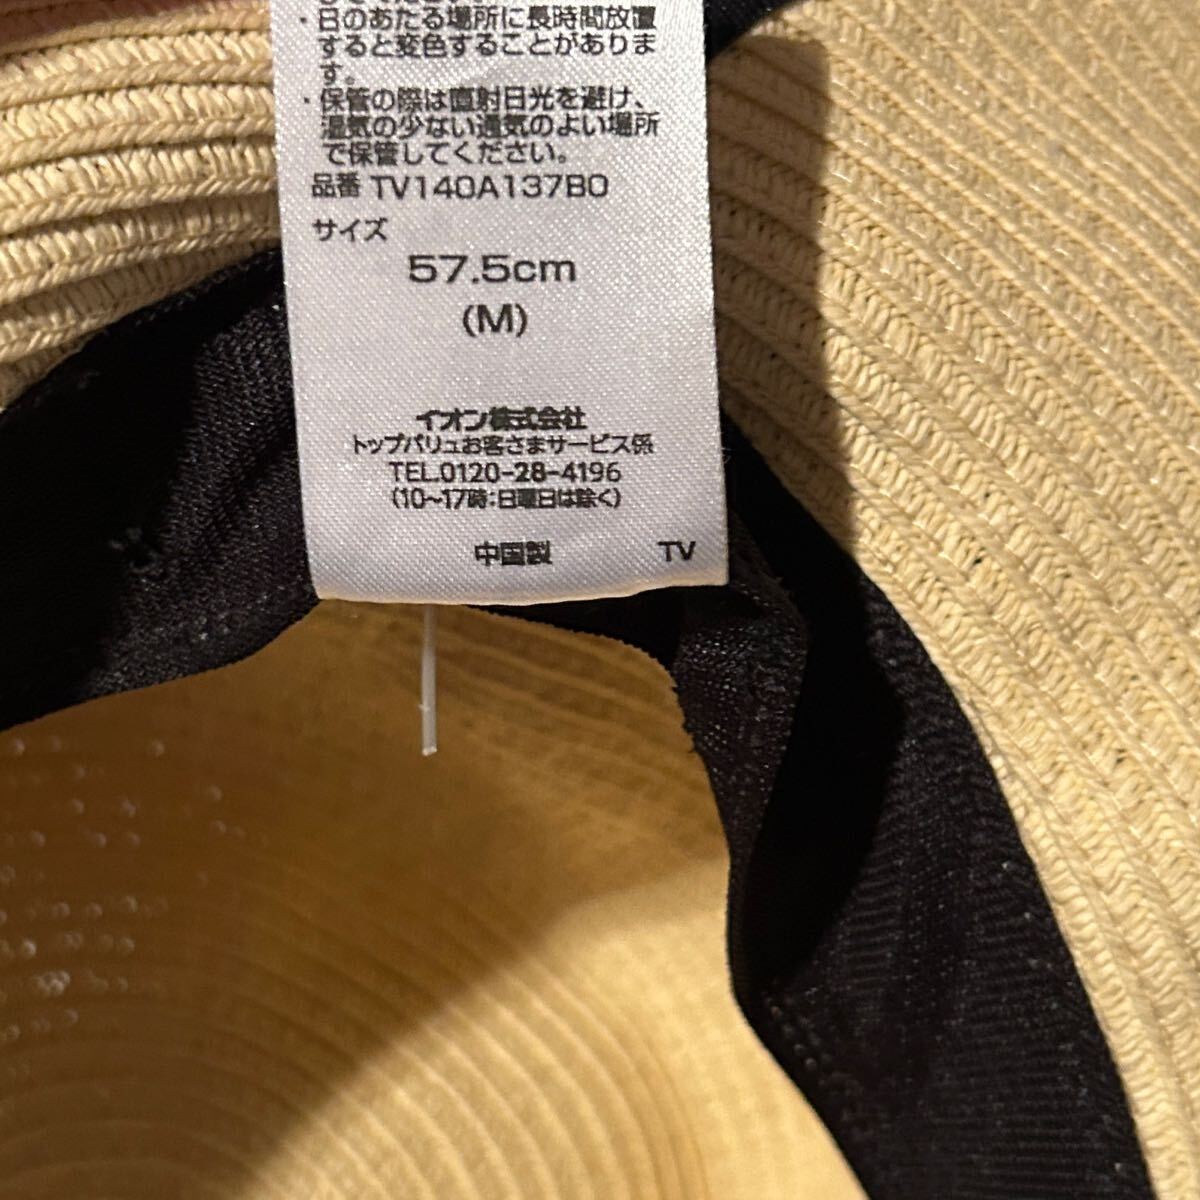 ・日のあたる場所に長時間放置
すると変色することがありま
す。
・保管の際は直射日光を避け、
湿気の少ない通気のよい場所
で保管してください。
品番 TV140A137B0
サイズ
57.5cm
(M)
イオン株式会社
トップバリュお客さまサービス係
TEL.0120-28-4196
(10~17時:日曜日は除く)
中国製 TV